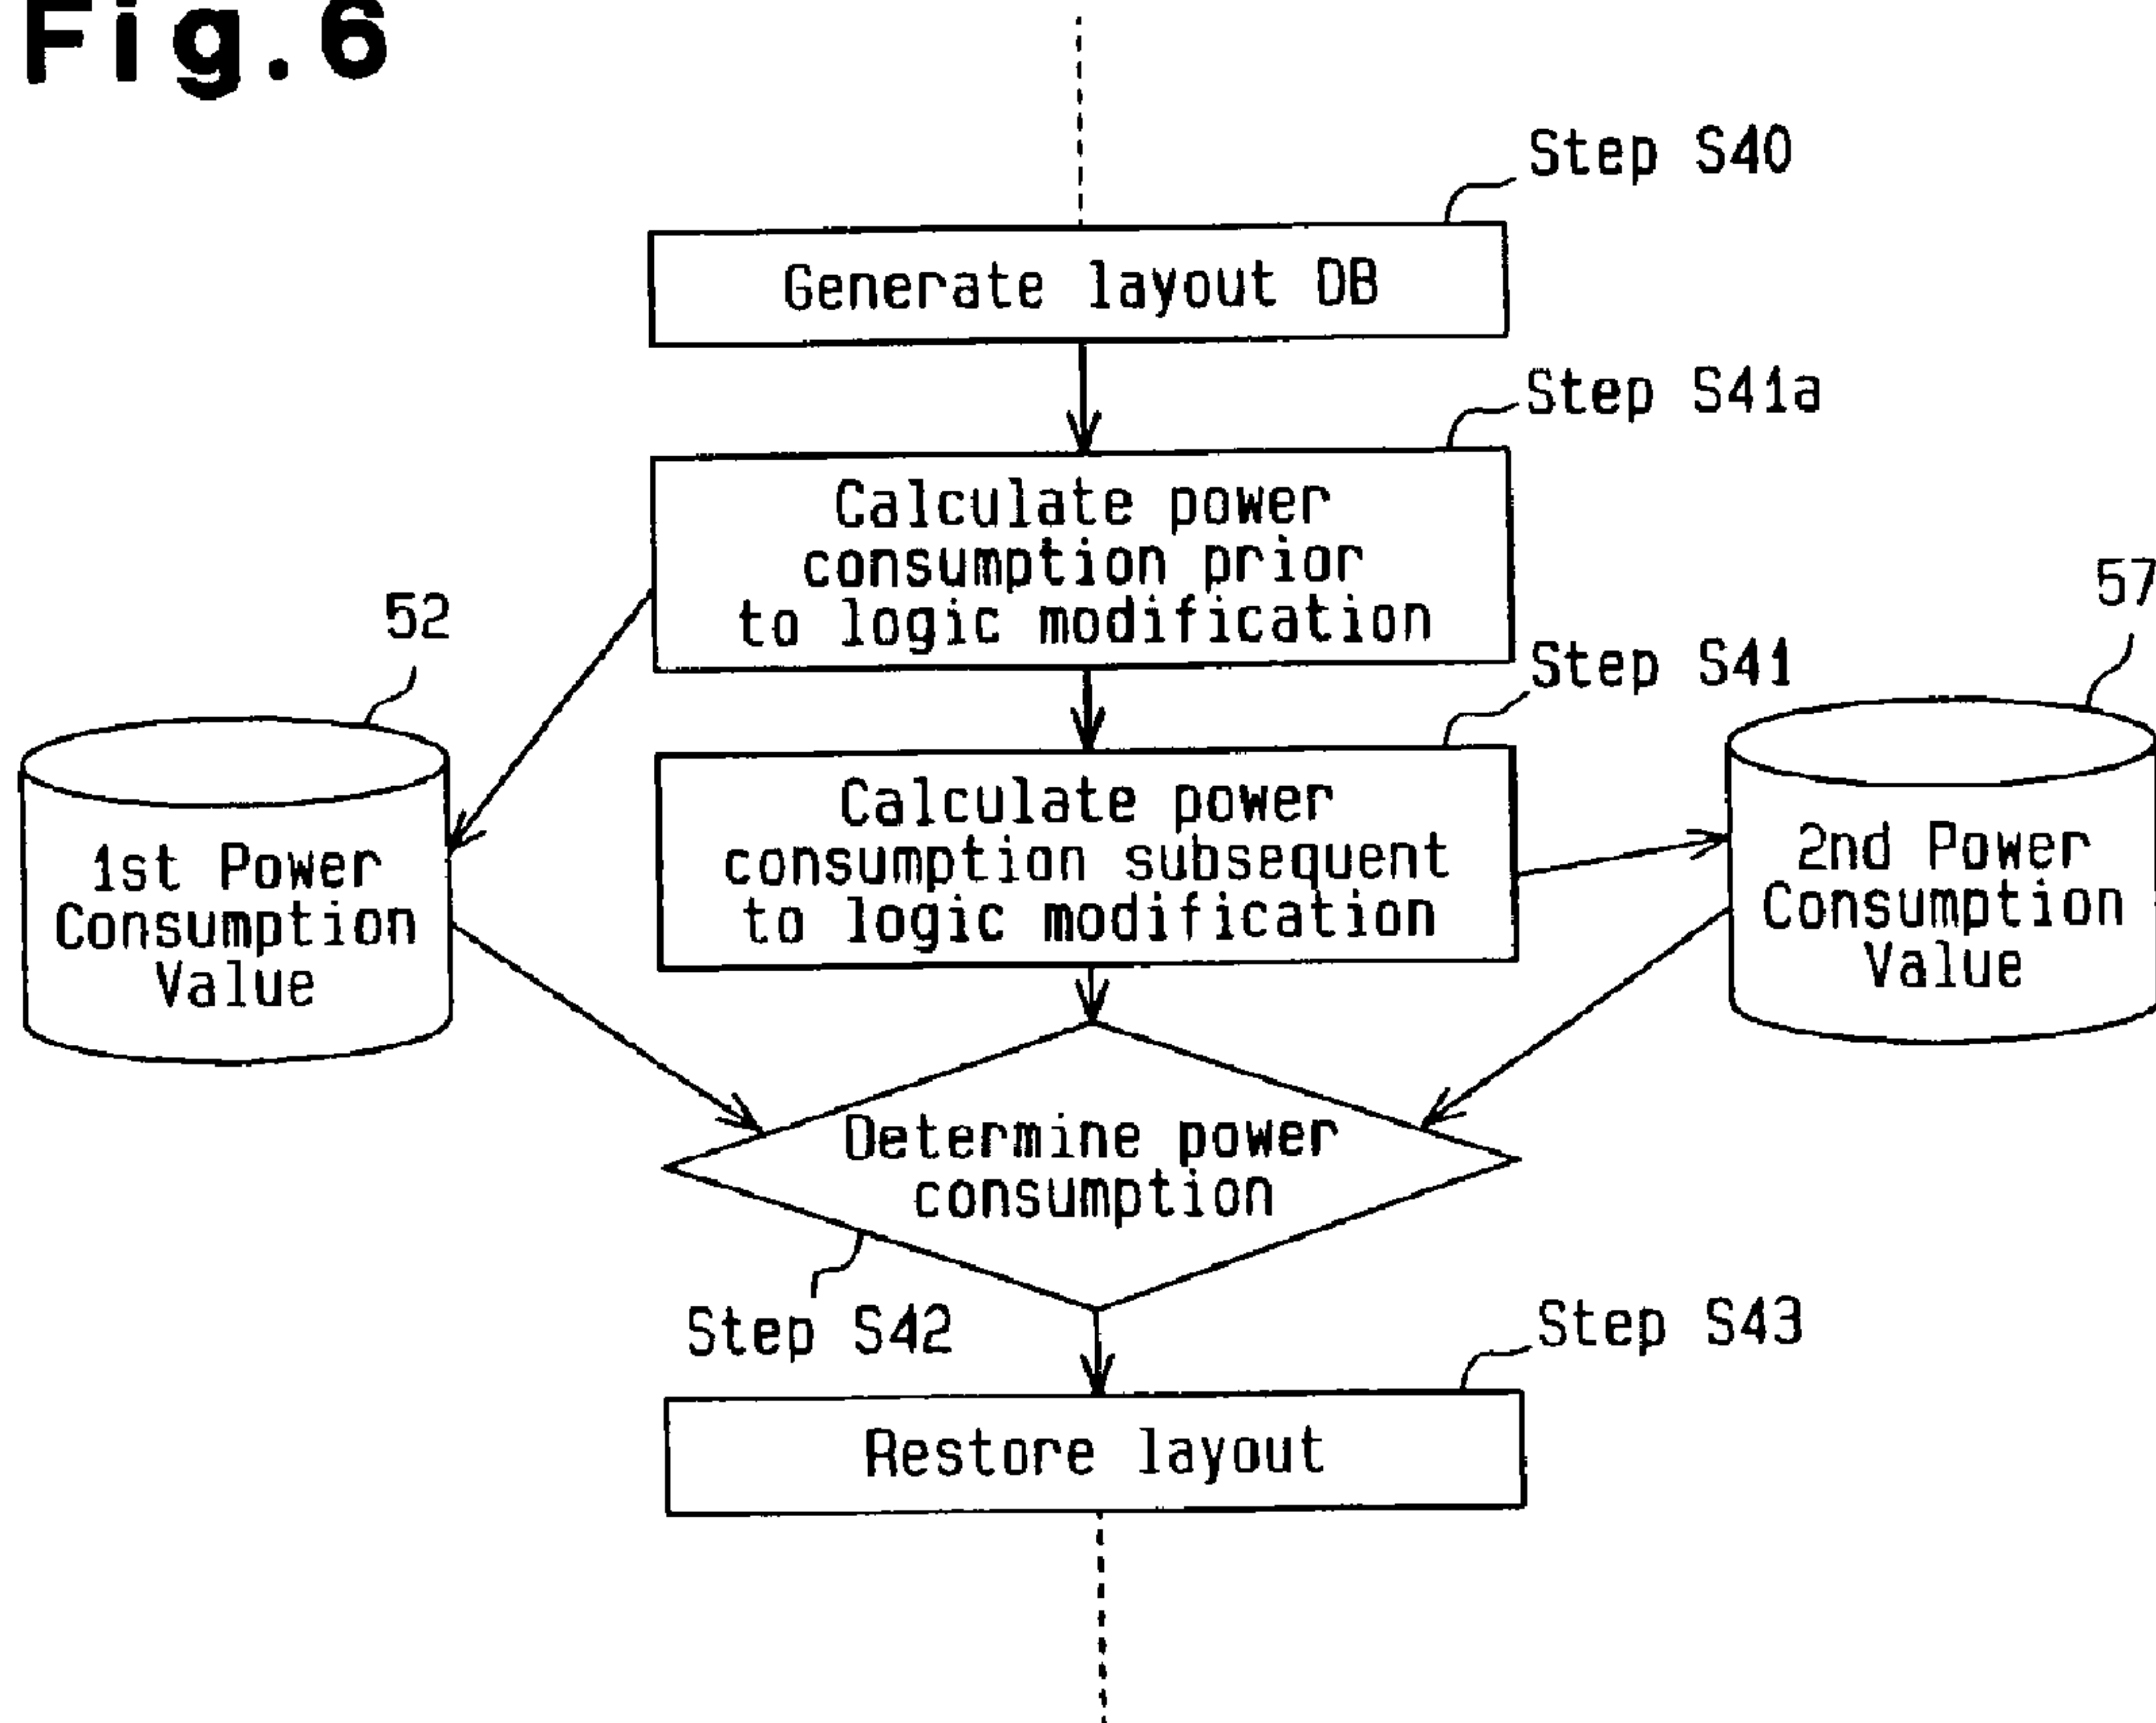 Fig.6
Step S40
Generate layout DB
Step S41a
Calculate power
consumption prior
to logic modification
52
57
Step S41
1st Power
Consumption
Value
Calculate power
consumption subsequent
to logic modification
2nd Power
Consumption
Value
Determine power
consumption
Step S42
Step S43
Restore layout